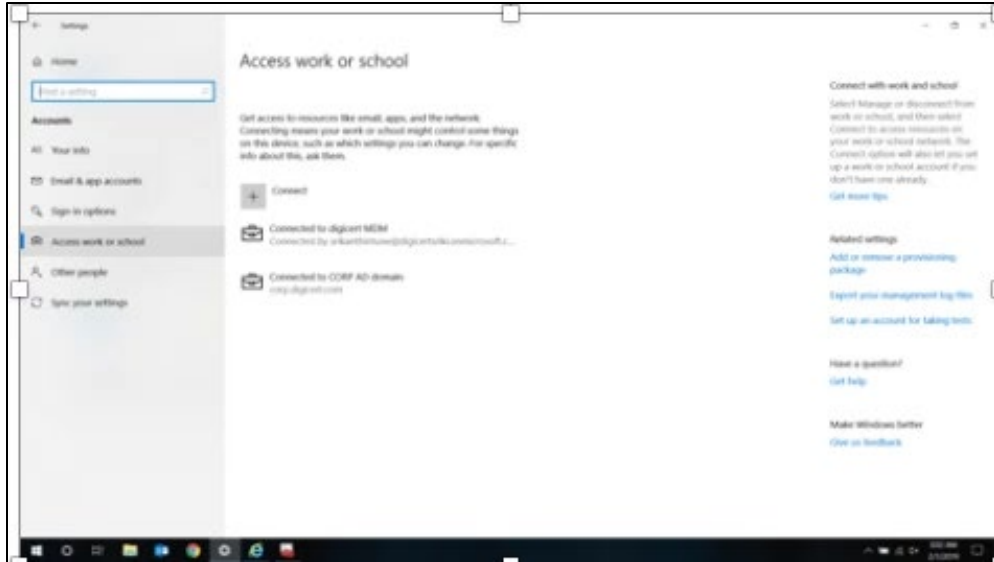 Settings
Home
Find a setting
Accounts
Your info
Email & app accounts
Sign-in options
Access work or school
Other people
Sync your settings
Access work or school
Get access to resources like email, apps, and the network.
Connecting means your work or school might control some things
on this device, such as which settings you can change. For specific
info about this, ask them.
Connect
Connected to digicert MDM
Connected by
Connected to CORP AD domain
corp.digicert.com
Connect with work and school
Select Manage or disconnect from
work or school, and then select
Connect to access resources on
your work or school network. The
Connect option will also let you set
up a work or school account if you
don't have one already.
Get more tips
Related settings
Add or remove a provisioning
package
Export your management log files
Set up an account for taking tests
Have a question?
Get help
Make Windows better
Give us feedback